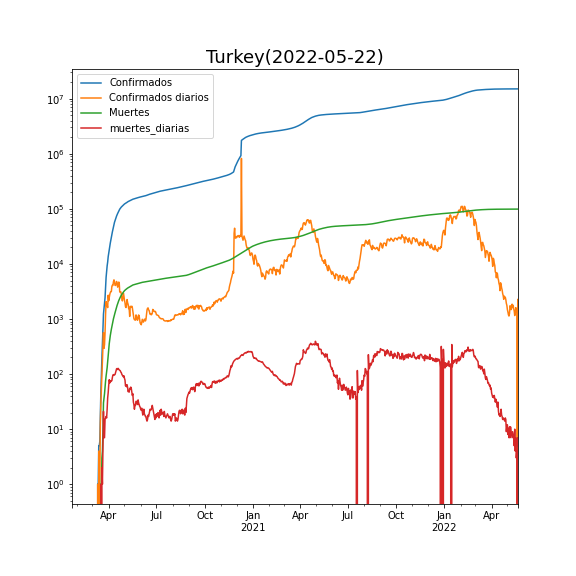 Turkey(2022-05-22)
Confirmados
Confirmados diarios
Muertes
muertes_diarias
10⁷
10⁶
10⁵
10⁴
10³
10²
10¹
10⁰
Apr Jul Oct Jan Apr Jul Oct Jan Apr
2021 2022